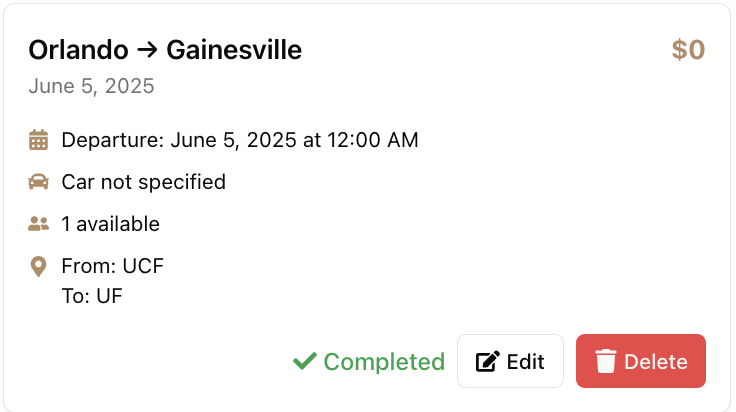 Orlando → Gainesville
$0
June 5, 2025
Departure: June 5, 2025 at 12:00 AM
Car not specified
1 available
From: UCF
To: UF
Completed
Edit
Delete